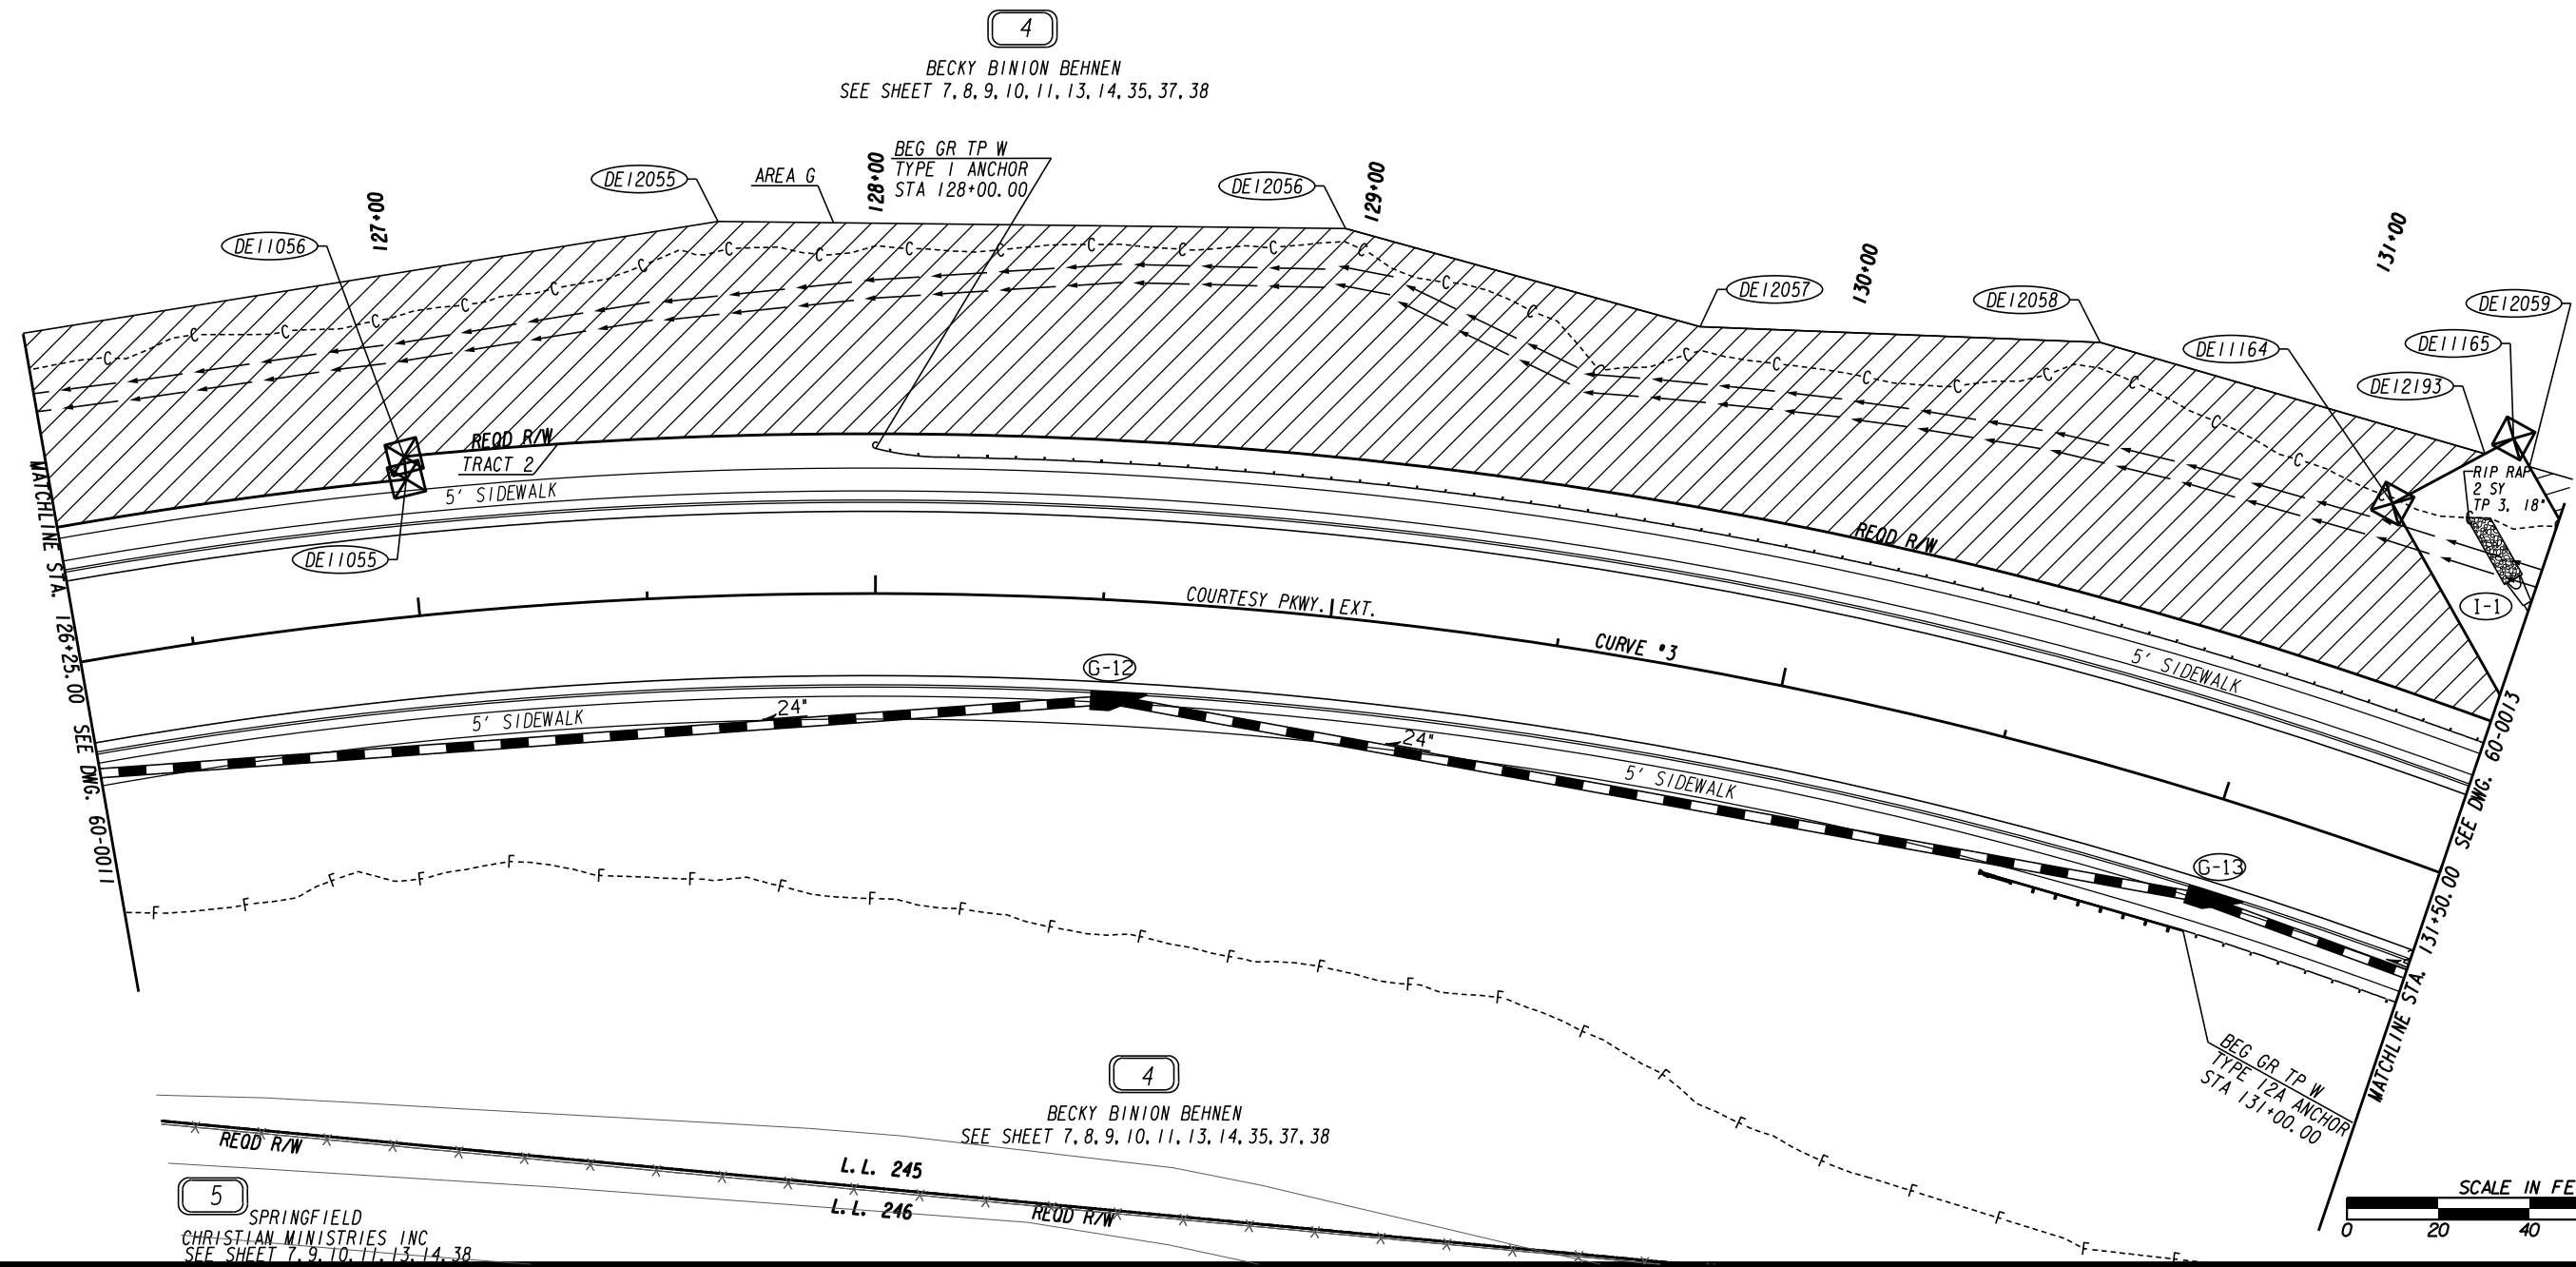 4
BECKY BINION BEHNEN
SEE SHEET 7, 8, 9, 10, 11, 13, 14, 35, 37, 38
BEG GR TP W
TYPE 1 ANCHOR
STA 128+00.00
DE12055
AREA G
128+00
DE12056
129+00
127+00
DE11056
DE12057
130+00
DE12058
131+00
DE12059
DE11165
DE11164
DE12193
REQD R/W
TRACT 2
5' SIDEWALK
DE11055
RIP RAP
2 SY
TP 3, 18"
REQD R/W
I-1
MATCHLINE STA. 126+25.00 SEE DWG. 60-0011
COURTESY PKWY. EXT.
CURVE #3
5' SIDEWALK
G-12
24"
5' SIDEWALK
24"
5' SIDEWALK
G-13
MATCHLINE STA. 131+50.00 SEE DWG. 60-0013
C C C C C C C C C C C C C C C C C C C C C C C C C
F F F F F F F F F F F F F F F F F F F F F F F F
BEG GR TP W
TYPE 12A ANCHOR
STA 131+00.00
4
BECKY BINION BEHNEN
SEE SHEET 7, 8, 9, 10, 11, 13, 14, 35, 37, 38
REQD R/W
L.L. 245
L.L. 246
REQD R/W
5
SPRINGFIELD
CHRISTIAN MINISTRIES INC
SEE SHEET 7, 9, 10, 11, 13, 14, 38
SCALE IN FE
0 20 40